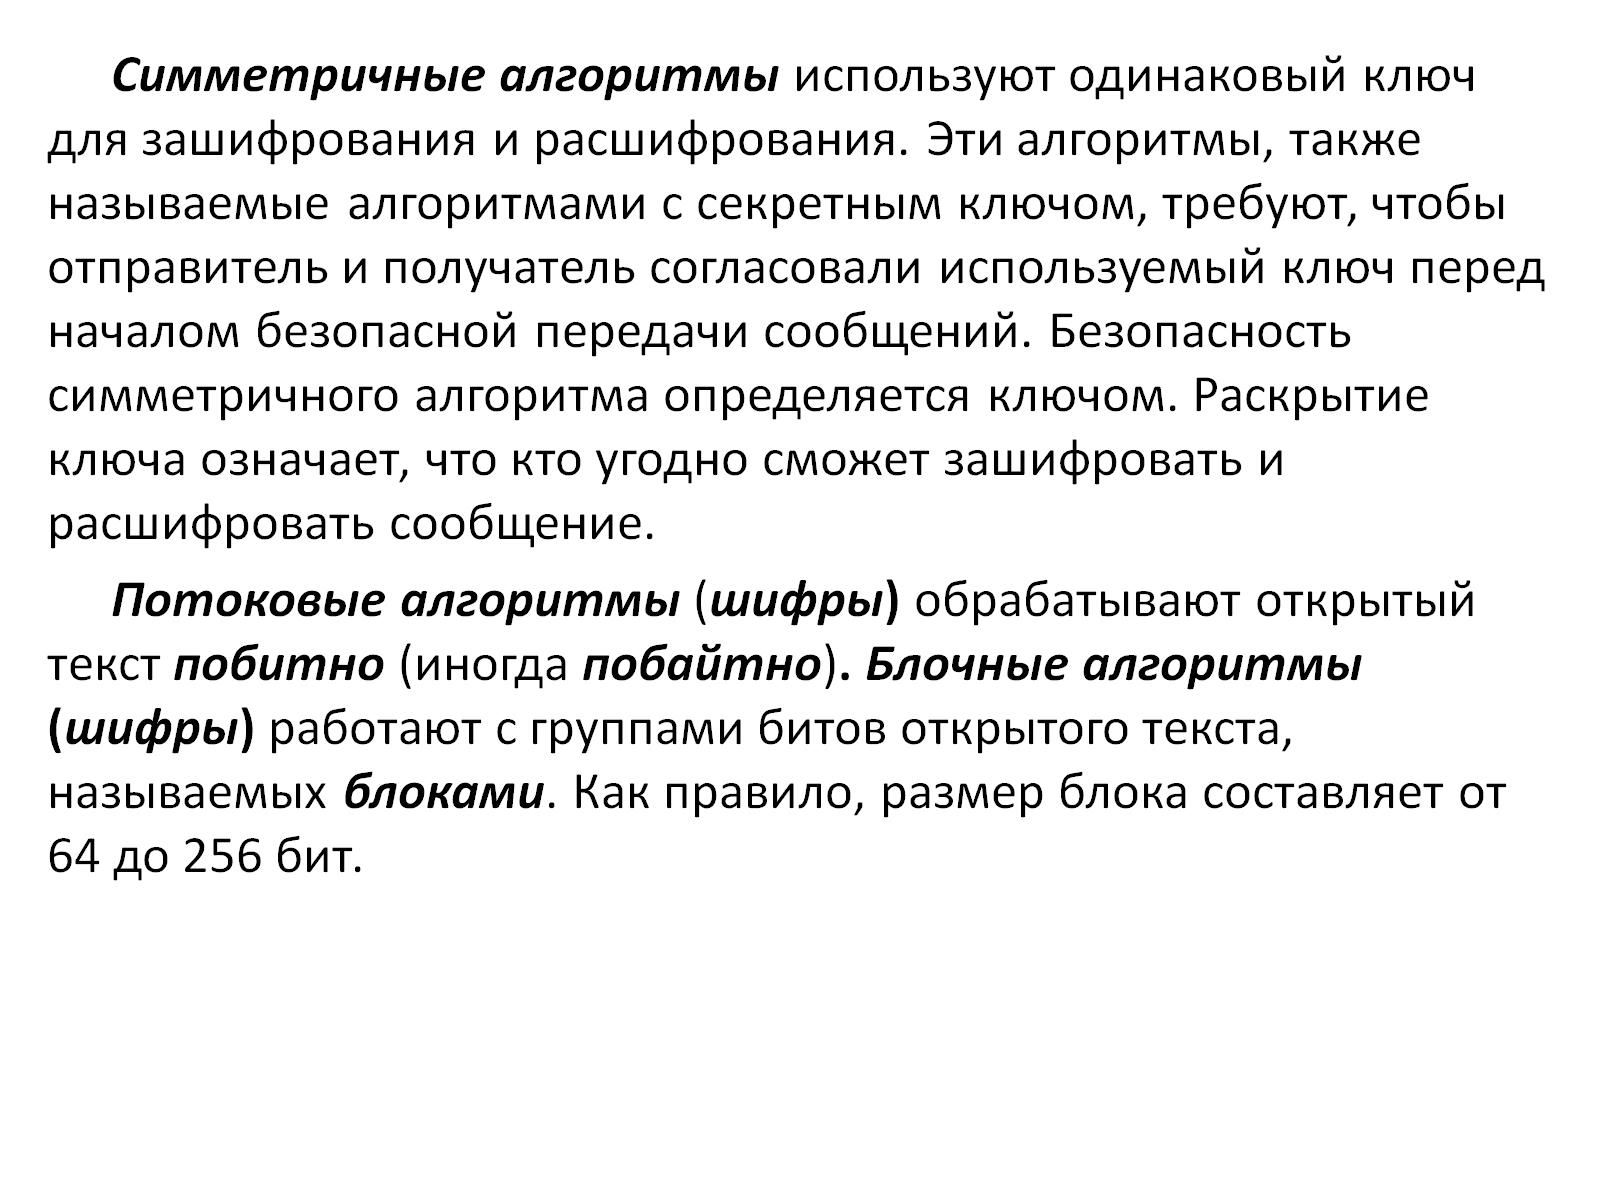 Симметричные алгоритмы используют одинаковый ключ
для зашифрования и расшифрования. Эти алгоритмы, также
называемые алгоритмами с секретным ключом, требуют, чтобы
отправитель и получатель согласовали используемый ключ перед
началом безопасной передачи сообщений. Безопасность
симметричного алгоритма определяется ключом. Раскрытие
ключа означает, что кто угодно сможет зашифровать и
расшифровать сообщение.
Потоковые алгоритмы (шифры) обрабатывают открытый
текст побитно (иногда побайтно). Блочные алгоритмы
(шифры) работают с группами битов открытого текста,
называемых блоками. Как правило, размер блока составляет от
64 до 256 бит.